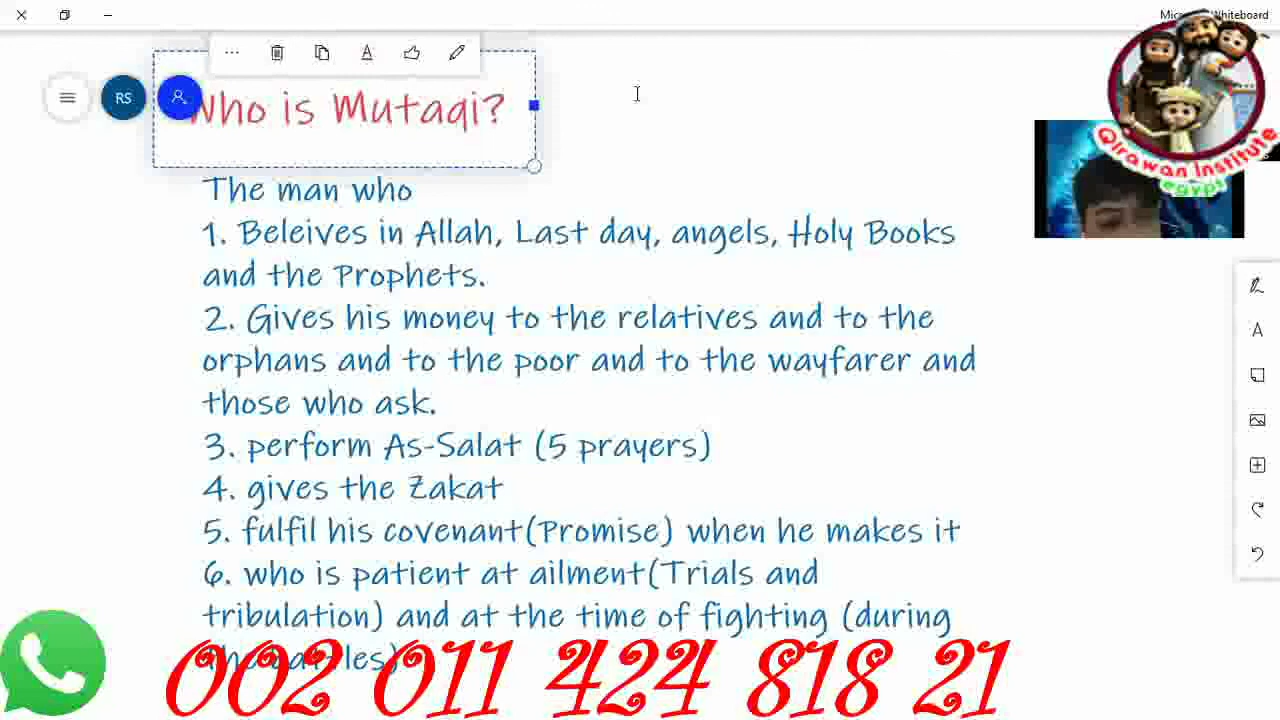 Whiteboard
RS
Who is Mutaqi?
Qirawan Institute
egypt
The man who
1. Beleives in Allah, Last day, angels, Holy Books
and the Prophets.
2. Gives his money to the relatives and to the
orphans and to the poor and to the wayfarer and
those who ask.
3. perform As-Salat (5 prayers)
4. gives the Zakat
5. fulfil his covenant(Promise) when he makes it
6. who is patient at ailment(Trials and
tribulation) and at the time of fighting (during
002 011 424 818 21